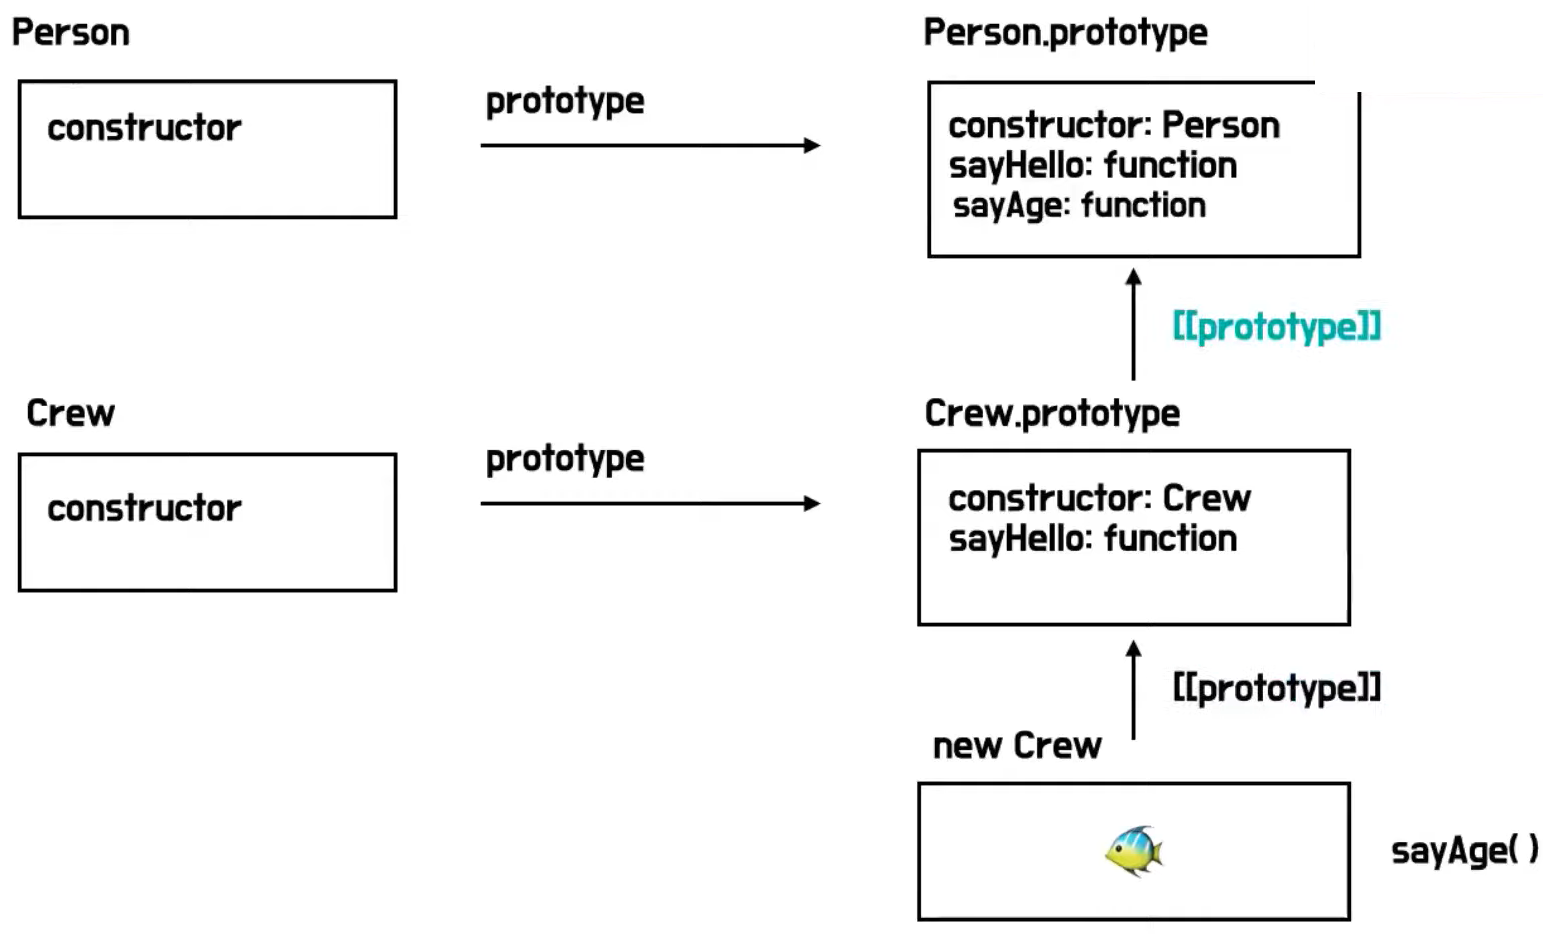 Person
constructor
prototype
Person.prototype
constructor: Person
sayHello: function
sayAge: function
[[prototype]]
Crew
constructor
prototype
Crew.prototype
constructor: Crew
sayHello: function
[[prototype]]
new Crew
sayAge( )